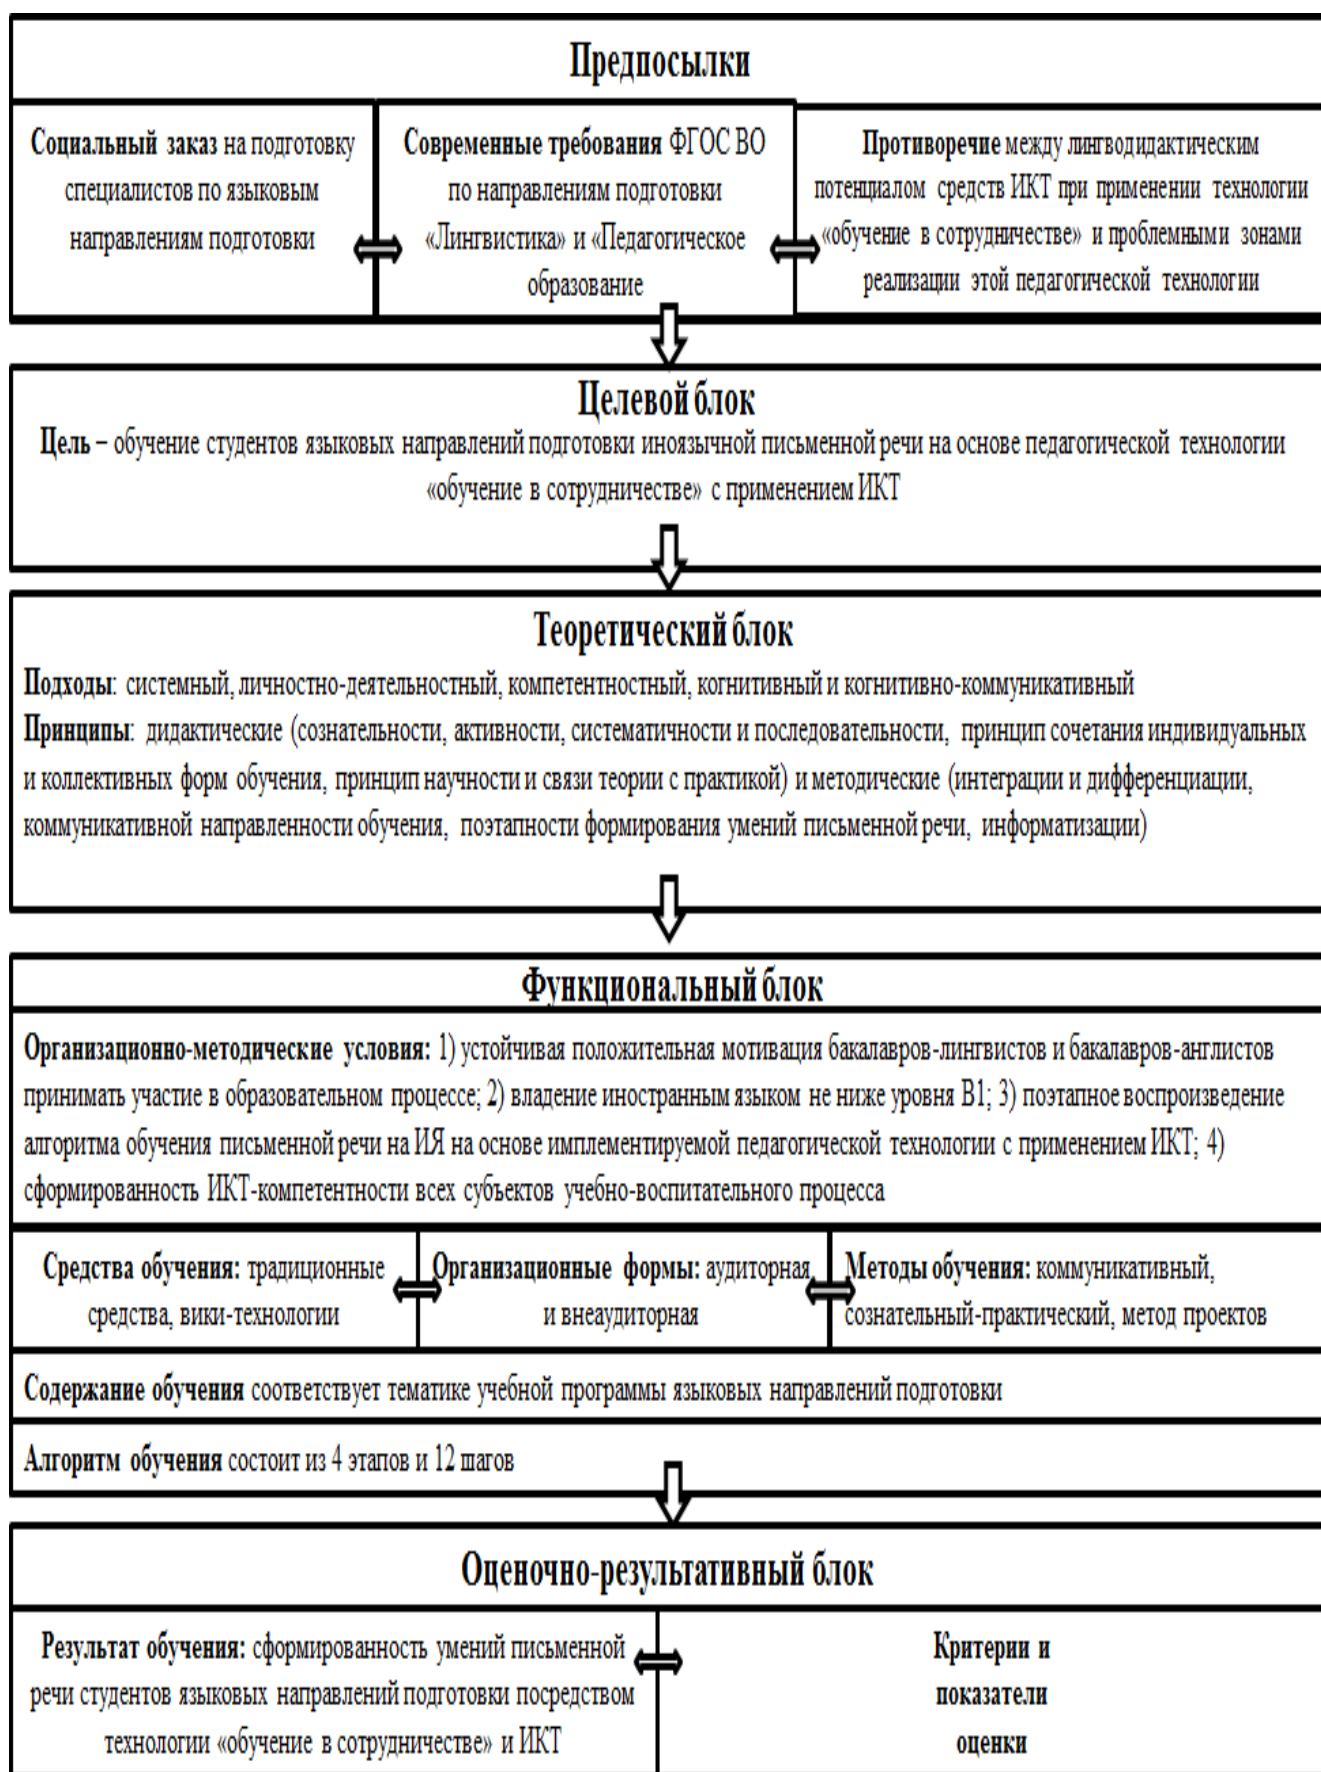 Предпосылки
Социальный заказ на подготовку
специалистов по языковым
направлениям подготовки
Современные требования ФГОС ВО
по направлениям подготовки
«Лингвистика» и «Педагогическое
образование
Противоречие между лингводидактическим
потенциалом средств ИКТ при применении технологии
«обучение в сотрудничестве» и проблемными зонами
реализации этой педагогической технологии
Целевой блок
Цель – обучение студентов языковых направлений подготовки иноязычной письменной речи на основе педагогической технологии
«обучение в сотрудничестве» с применением ИКТ
Теоретический блок
Подходы: системный, личностно-деятельностный, компетентностный, когнитивный и когнитивно-коммуникативный
Принципы: дидактические (сознательности, активности, систематичности и последовательности, принцип сочетания индивидуальных
и коллективных форм обучения, принцип научности и связи теории с практикой) и методические (интеграции и дифференциации,
коммуникативной направленности обучения, поэтапности формирования умений письменной речи, информатизации)
Функциональный блок
Организационно-методические условия: 1) устойчивая положительная мотивация бакалавров-лингвистов и бакалавров-англистов
принимать участие в образовательном процессе; 2) владение иностранным языком не ниже уровня В1; 3) поэтапное воспроизведение
алгоритма обучения письменной речи на ИЯ на основе имплементируемой педагогической технологии с применением ИКТ; 4)
сформированность ИКТ-компетентности всех субъектов учебно-воспитательного процесса
Средства обучения: традиционные
средства, вики-технологии
Организационные формы: аудиторная
и внеаудиторная
Методы обучения: коммуникативный,
сознательный-практический, метод проектов
Содержание обучения соответствует тематике учебной программы языковых направлений подготовки
Алгоритм обучения состоит из 4 этапов и 12 шагов
Оценочно-результативный блок
Результат обучения: сформированность умений письменной
речи студентов языковых направлений подготовки посредством
технологии «обучение в сотрудничестве» и ИКТ
Критерии и
показатели
оценки